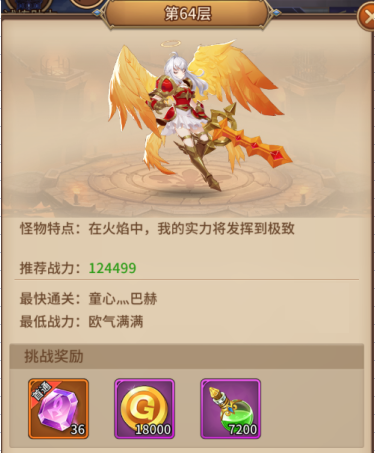 第64层
怪物特点：在火焰中，我的实力将发挥到极致
推荐战力：124499
最快通关：童心灬巴赫
最低战力：欧气满满
挑战奖励
首通
36
G
18000
7200